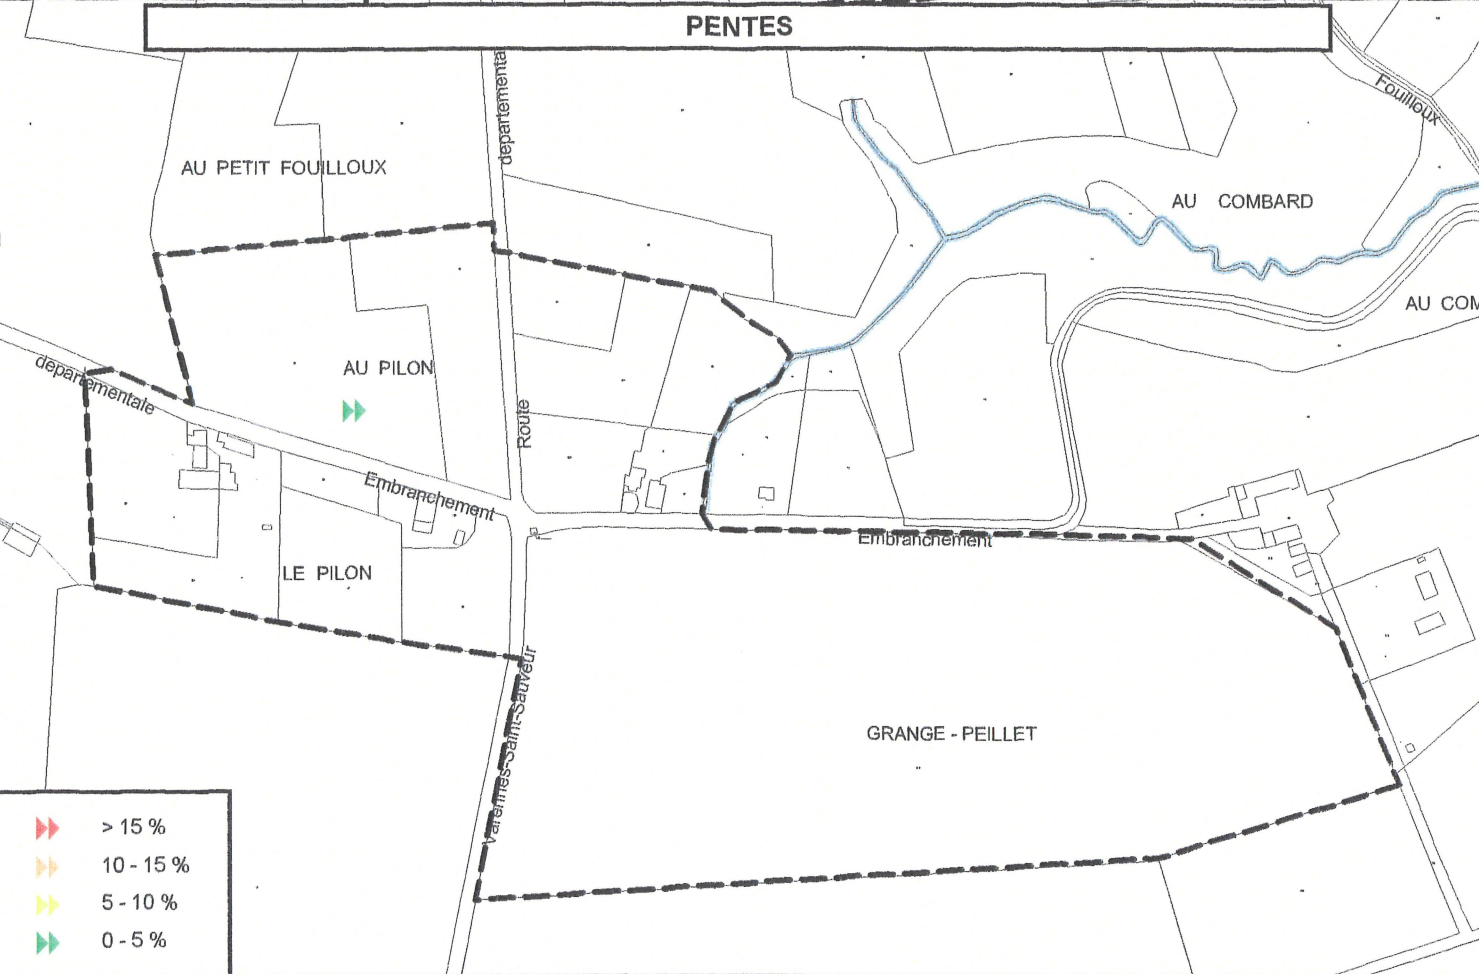 PENTES
Fouilloux
departementa
AU PETIT FOUILLOUX
AU COMBARD
AU COM
departementale
AU PILON
Route
Embranchement
Embranchement
LE PILON
Varennes-Saint-Sauveur
GRANGE - PEILLET
> 15 %
10 - 15 %
5 - 10 %
0 - 5 %